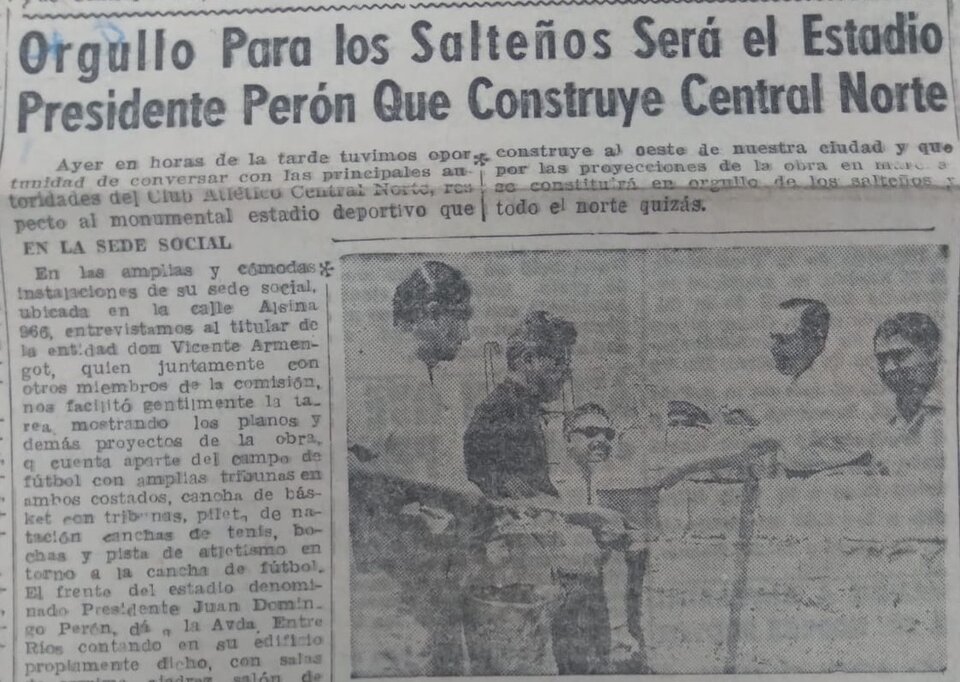 Orgullo Para los Salteños Será el Estadio
Presidente Perón Que Construye Central Norte
Ayer en horas de la tarde tuvimos opor
tunidad de conversar con las principales au
toridades del Club Atlético Central Norte, res
pecto al monumental estadio deportivo que
construye al oeste de nuestra ciudad y que
por las proyecciones de la obra en
se constituirá en orgullo de los salteños y
todo el norte quizás.
EN LA SEDE SOCIAL
En las amplias y cómodas
instalaciones de su sede social,
ubicada en la calle Alsina
966, entrevistamos al titular de
la entidad don Vicente Armen-
got, quien juntamente con
otros miembros de la comisión,
nos facilitó gentilmente la ta-
rea, mostrando los planos y
demás proyectos de la obra,
q cuenta aparte del campo de
fútbol con amplias tribunas en
ambos costados, cancha de bás-
ket con tribunas, pilet, de na-
tación canchas de tenis, bo-
chas y pista de atletismo en
torno a la cancha de fútbol.
El frente del estadio denomi-
nado Presidente Juan Domin-
go Perón, dá a la Avda. Entre
Ríos contando en su edificio
propiamente dicho, con salas
salón de